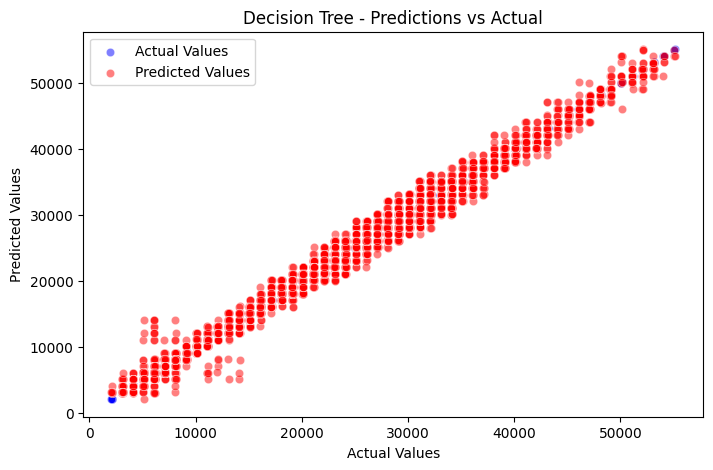 Decision Tree - Predictions vs Actual
Actual Values
Predicted Values
50000
40000
30000
20000
10000
0
Predicted Values
0
10000
20000
30000
40000
50000
Actual Values